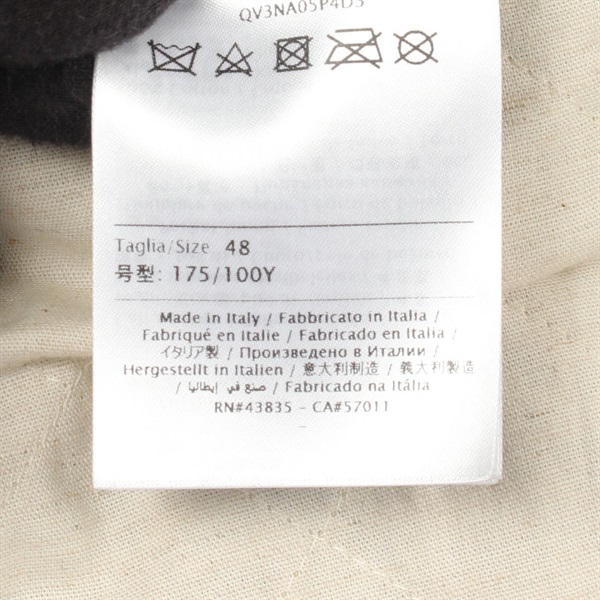 QV3NA05P4D5
Taglia/Size 48
号型: 175/100Y
Made in Italy / Fabbricato in Italia /
Fabriqué en Italie / Fabricado en Italia /
イタリア製 / Произведено в Италии /
Hergestellt in Italien / 意大利制造 / 義大利製造
/ صنع في إيطاليا / Fabricado na Itália
RN#43835 - CA#57011